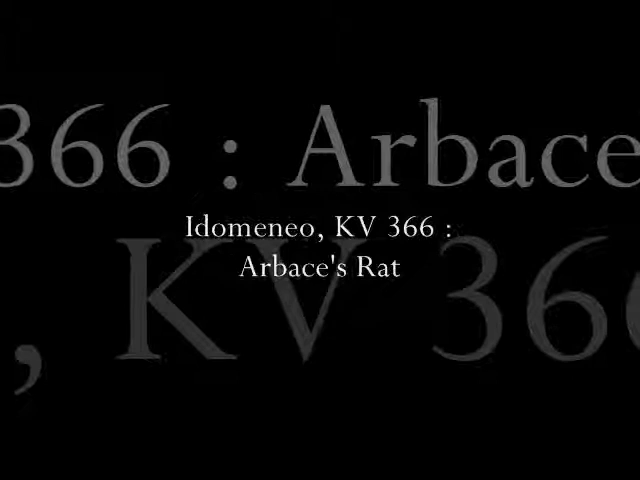 366 : Arbace
Idomeneo, KV 366 :
Arbace's Rat
, KV 366